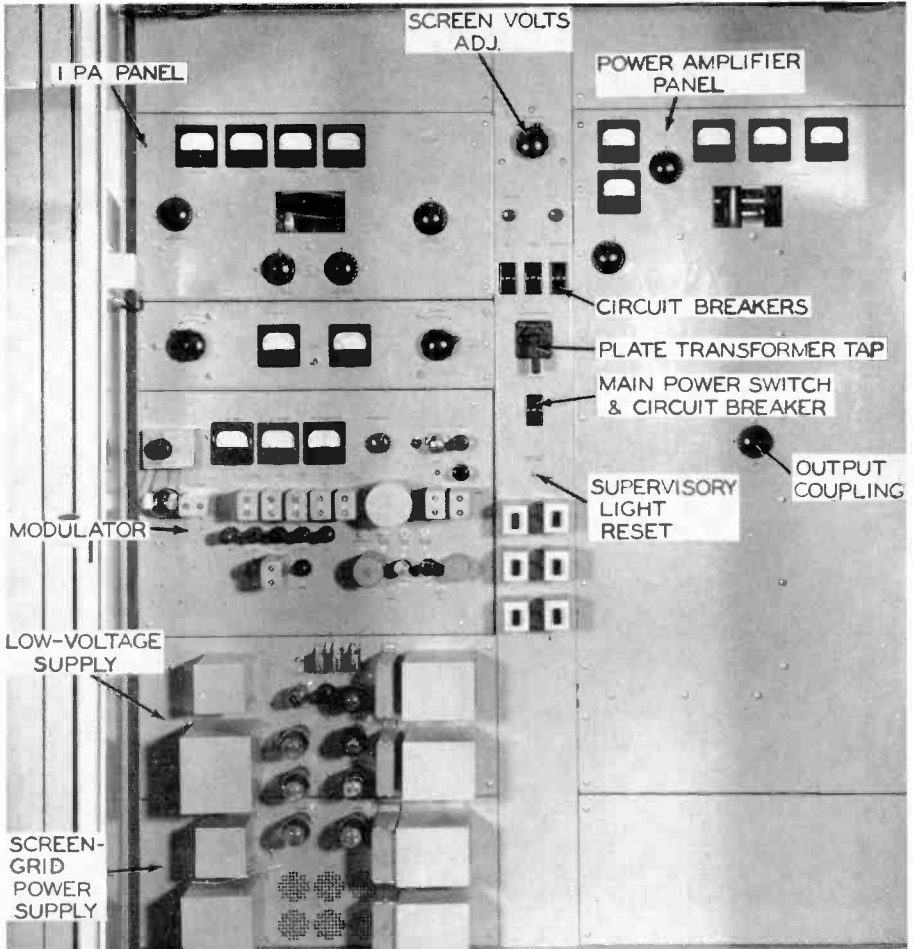 SCREEN VOLTS
ADJ.
I PA PANEL
POWER AMPLIFIER
PANEL
CIRCUIT BREAKERS
PLATE TRANSFORMER TAP
MAIN POWER SWITCH
& CIRCUIT BREAKER
OUTPUT
COUPLING
SUPERVISORY
LIGHT
RESET
MODULATOR
LOW-VOLTAGE
SUPPLY
SCREEN-
GRID
POWER
SUPPLY